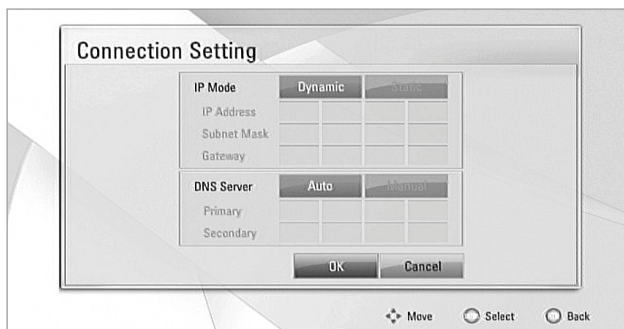 Connection Setting
IP Mode Dynamic Static
IP Address
Subnet Mask
Gateway
DNS Server Auto Manual
Primary
Secondary
OK Cancel
Move Select Back